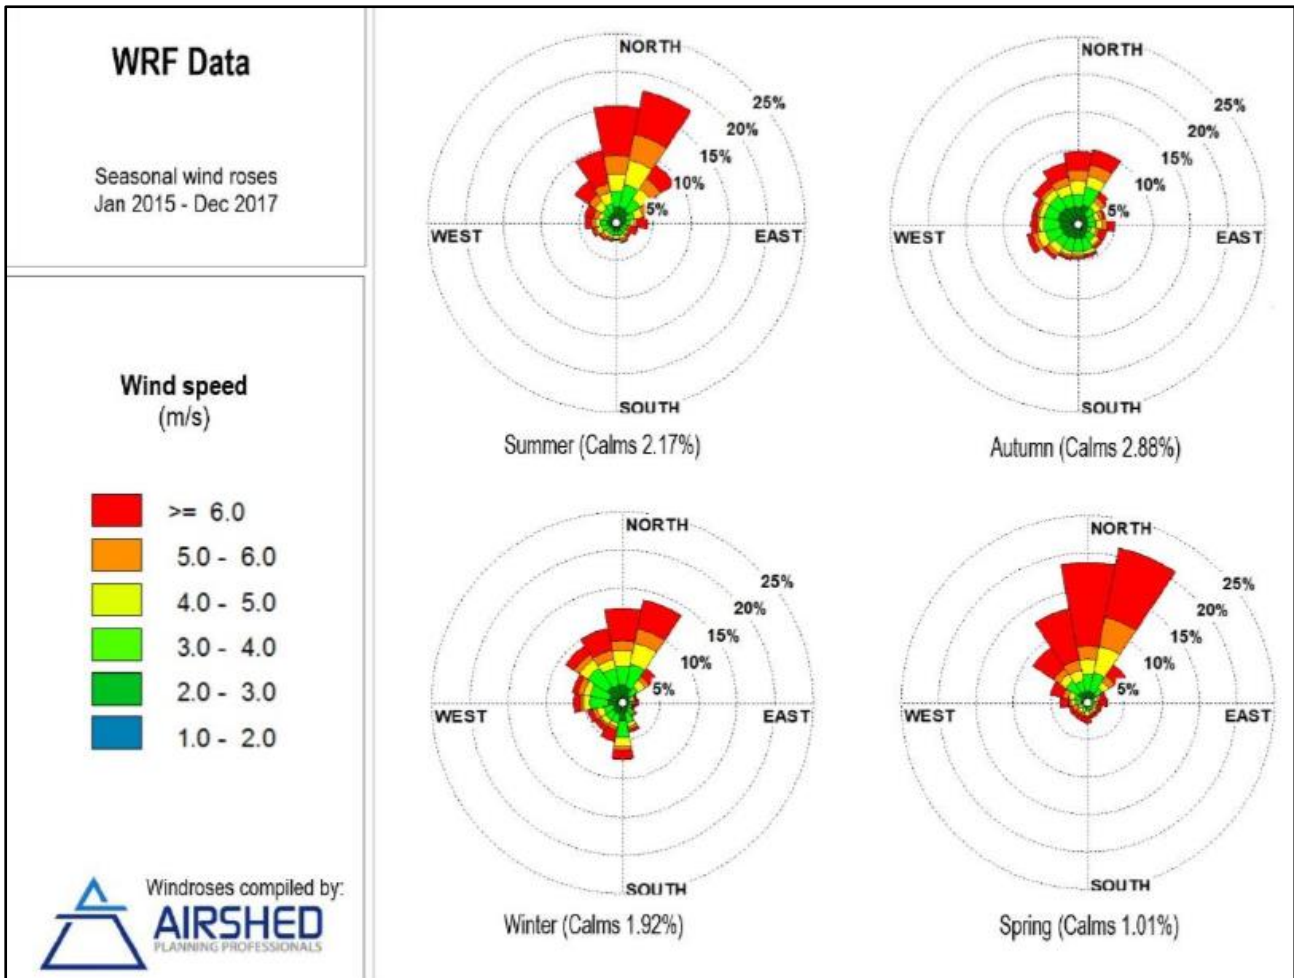 WRF Data
Seasonal wind roses
Jan 2015 - Dec 2017
Wind speed
(m/s)
>= 6.0
5.0 - 6.0
4.0 - 5.0
3.0 - 4.0
2.0 - 3.0
1.0 - 2.0
Windroses compiled by:
AIRSHED
PLANNING PROFESSIONALS
NORTH
25%
20%
15%
10%
5%
WEST
EAST
SOUTH
Summer (Calms 2.17%)
NORTH
25%
20%
15%
10%
5%
WEST
EAST
SOUTH
Autumn (Calms 2.88%)
NORTH
25%
20%
15%
10%
5%
WEST
EAST
SOUTH
Winter (Calms 1.92%)
NORTH
25%
20%
15%
10%
5%
WEST
EAST
SOUTH
Spring (Calms 1.01%)